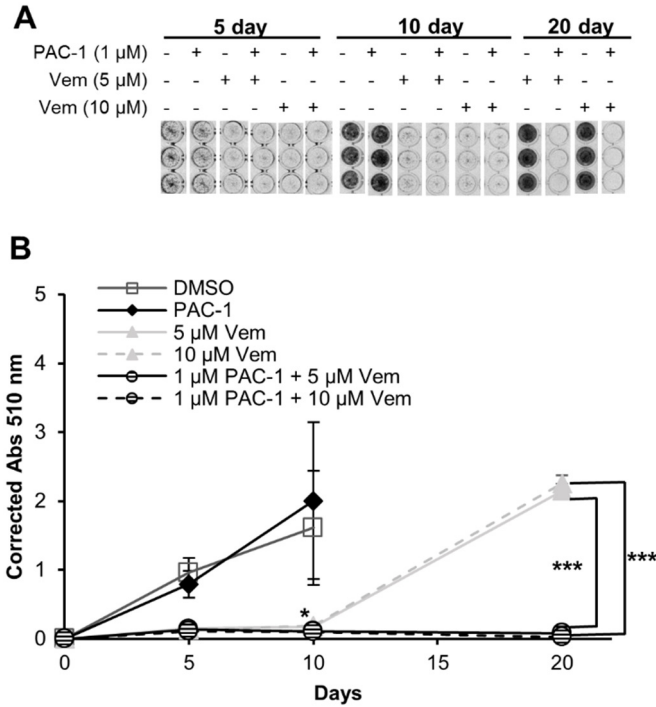 A
5 day 10 day 20 day
PAC-1 (1 µM) - + - + - + - + - + - + - + - +
Vem (5 µM) - - + + - - - - + + - - + + - -
Vem (10 µM) - - - - + + - - - - + + - - + +
B
DMSO
PAC-1
5 µM Vem
10 µM Vem
1 µM PAC-1 + 5 µM Vem
1 µM PAC-1 + 10 µM Vem
Corrected Abs 510 nm
5
4
3
2
1
0
*
***
***
0 5 10 15 20
Days